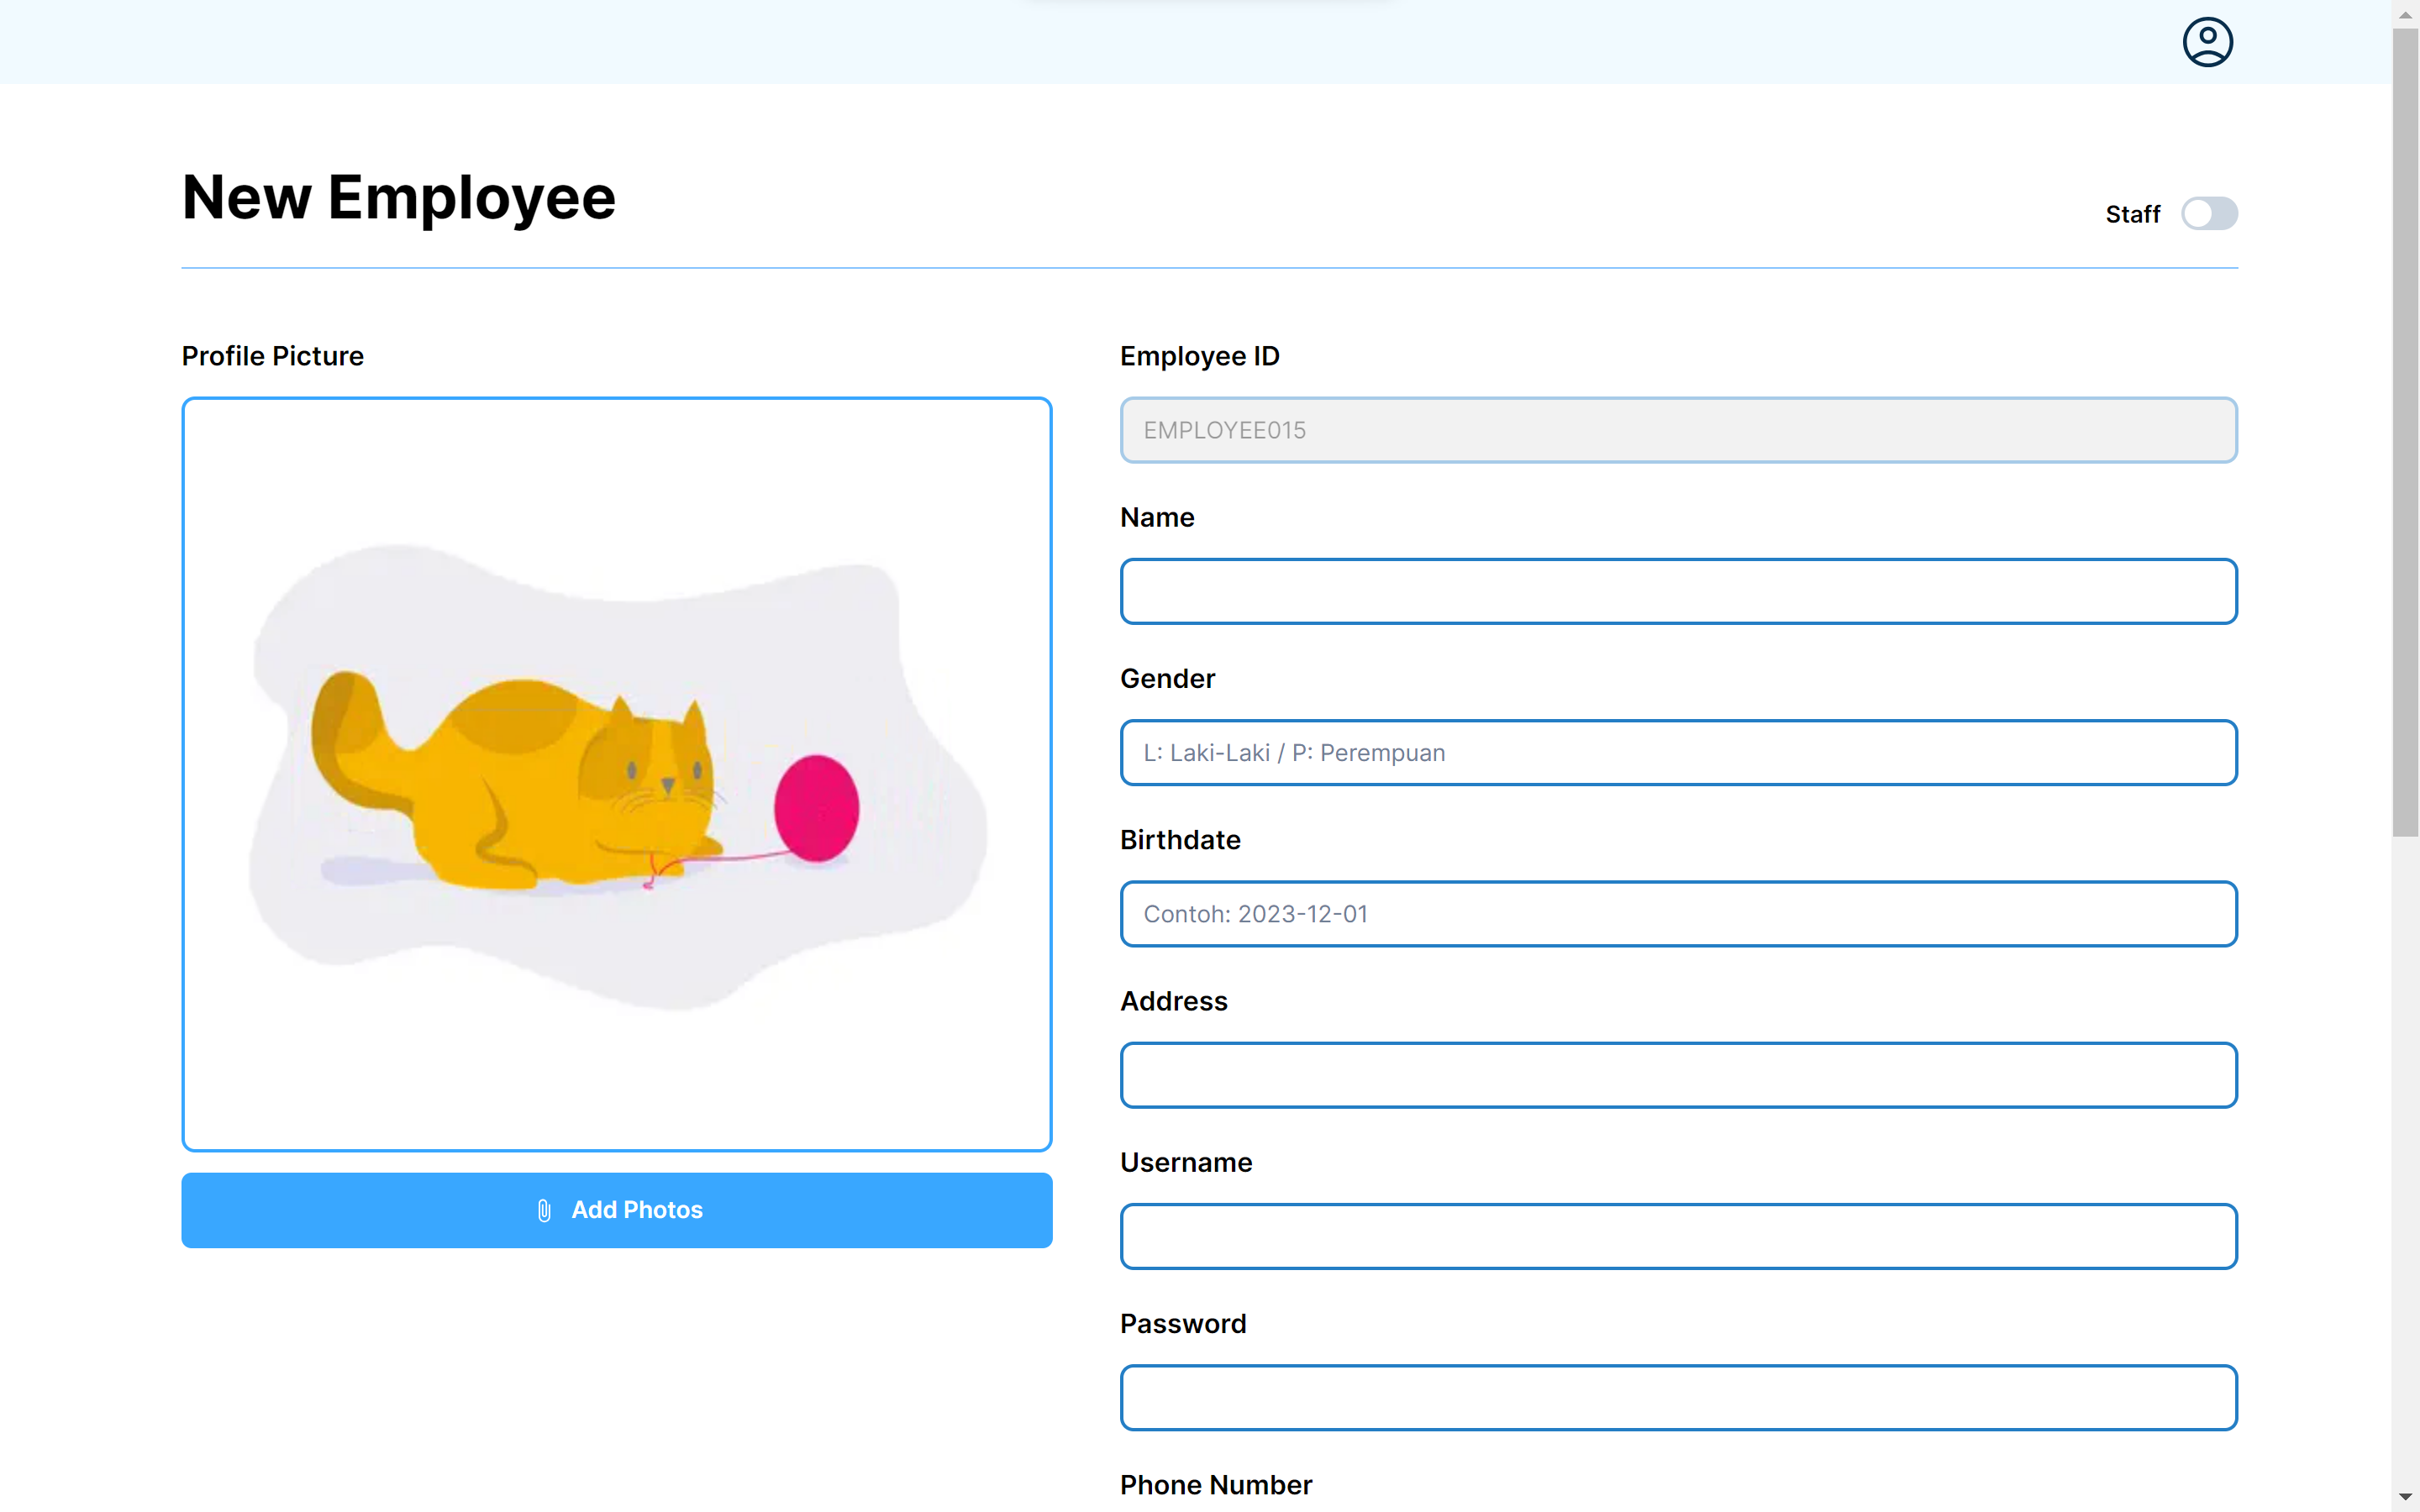 New Employee
Staff
Profile Picture
Add Photos
Employee ID
EMPLOYEE015
Name
Gender
L: Laki-Laki / P: Perempuan
Birthdate
Contoh: 2023-12-01
Address
Username
Password
Phone Number